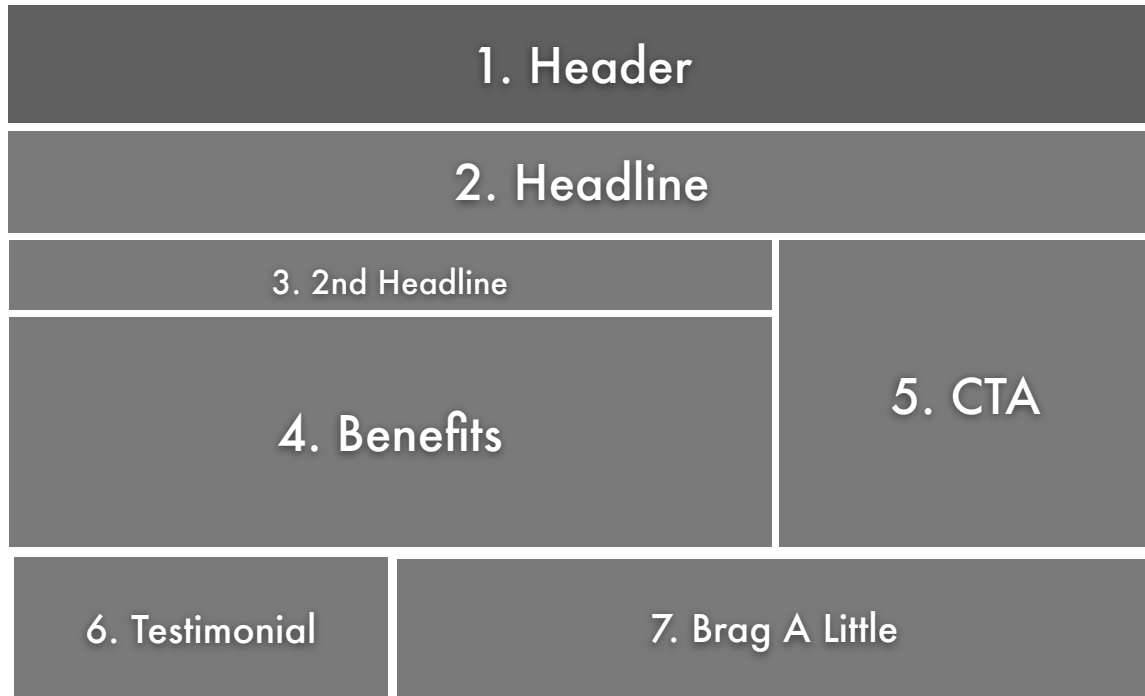 1. Header
2. Headline
3. 2nd Headline
4. Benefits
5. CTA
6. Testimonial
7. Brag A Little